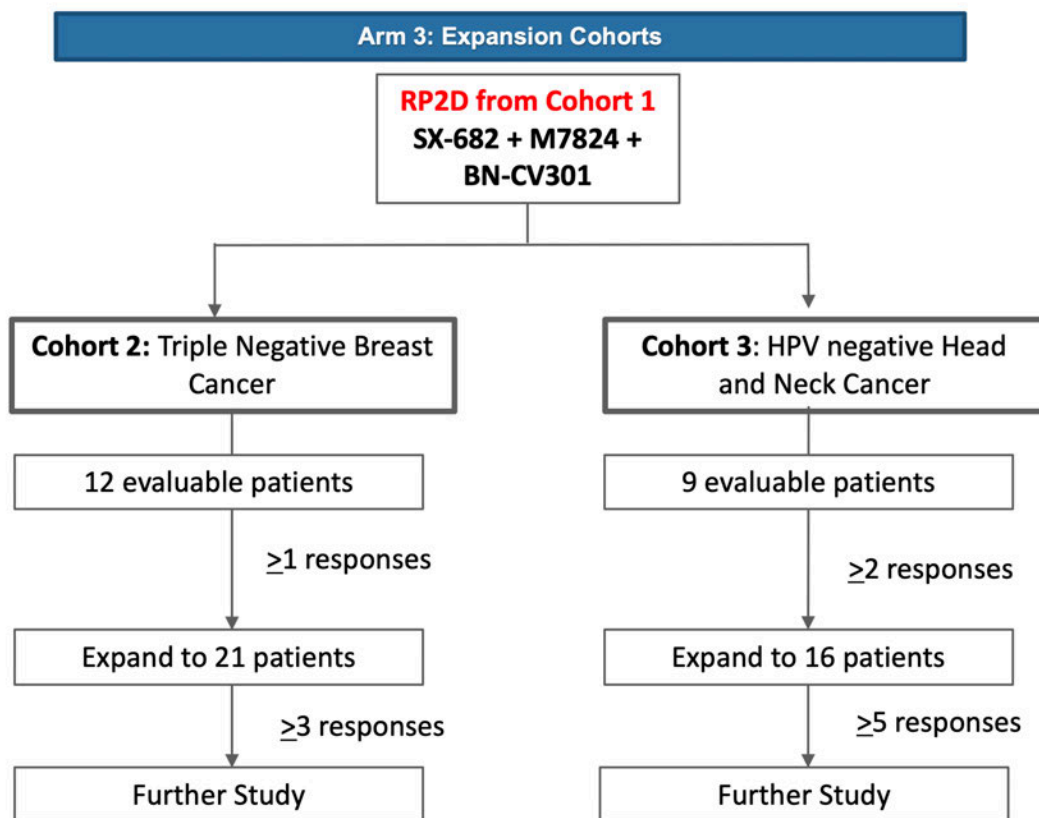 Arm 3: Expansion Cohorts
RP2D from Cohort 1
SX-682 + M7824 +
BN-CV301
Cohort 2: Triple Negative Breast
Cancer
12 evaluable patients
≥1 responses
Expand to 21 patients
≥3 responses
Further Study
Cohort 3: HPV negative Head
and Neck Cancer
9 evaluable patients
≥2 responses
Expand to 16 patients
≥5 responses
Further Study